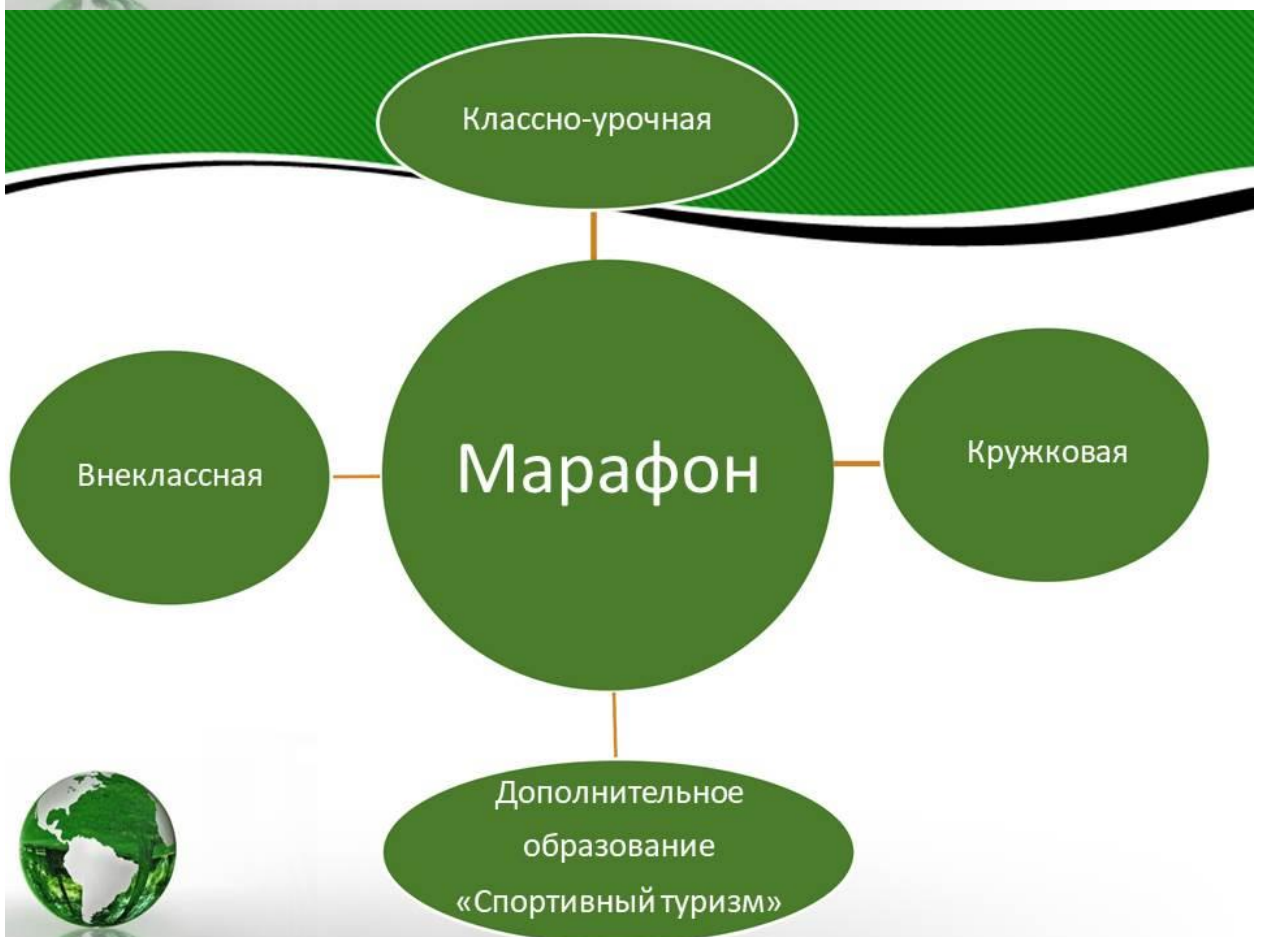 Классно-урочная
Внеклассная
Марафон
Кружковая
Дополнительное
образование
«Спортивный туризм»